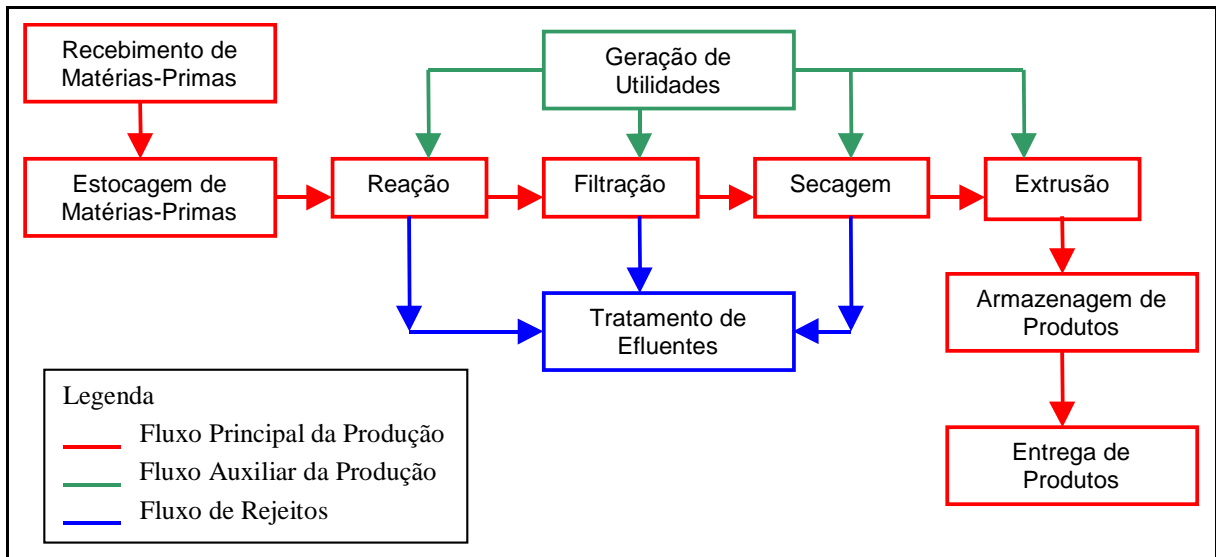 Recebimento de
Matérias-Primas
Geração de
Utilidades
Estocagem de
Matérias-Primas
Reação
Filtração
Secagem
Extrusão
Tratamento de
Efluentes
Armazenagem de
Produtos
Entrega de
Produtos
Legenda
Fluxo Principal da Produção
Fluxo Auxiliar da Produção
Fluxo de Rejeitos